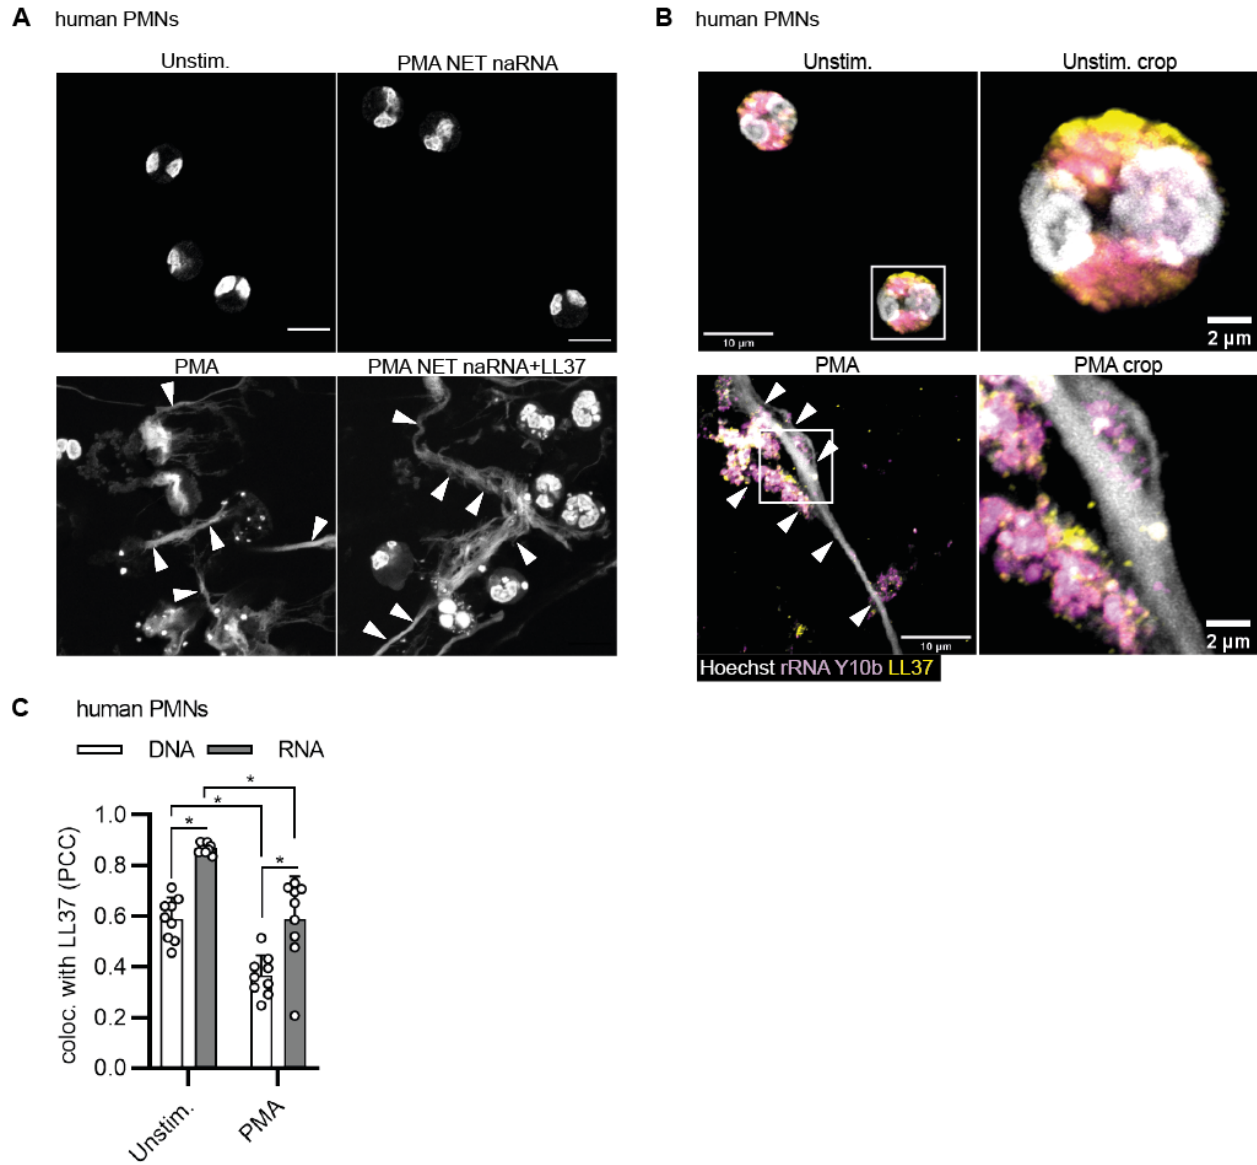 A human PMNs
Unstim.
PMA NET naRNA
PMA
PMA NET naRNA+LL37
B human PMNs
Unstim.
Unstim. crop
10 µm
2 µm
PMA
PMA crop
10 µm
2 µm
Hoechst rRNA Y10b LL37
C human PMNs
DNA RNA
coloc. with LL37 (PCC)
1.0
0.8
0.6
0.4
0.2
0.0
*
*
*
*
Unstim.
PMA